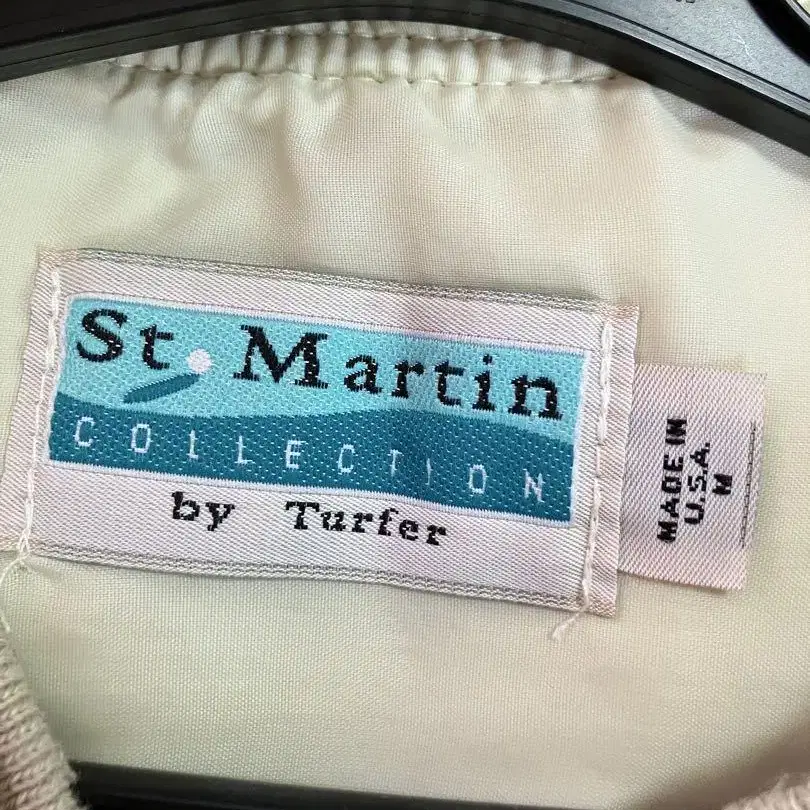 St. Martin
COLLECTION
by Turfer
MADE IN
U.S.A.
M